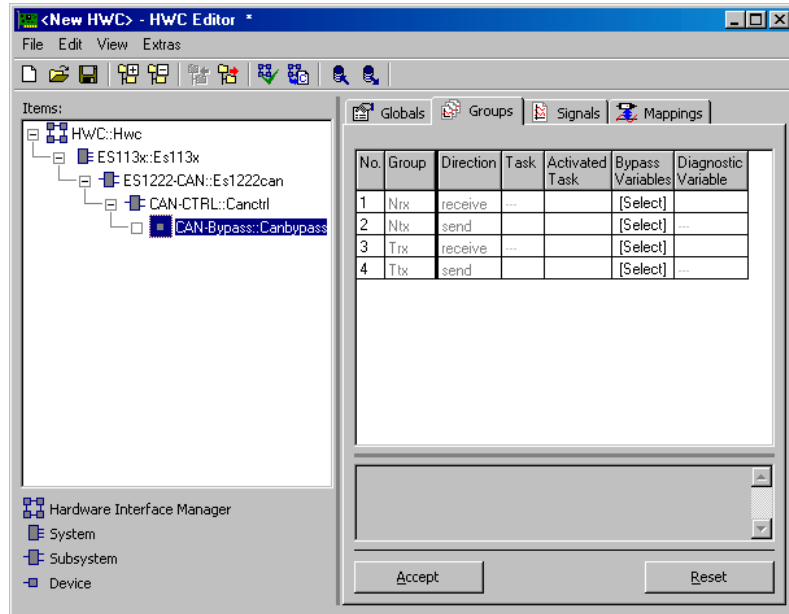 <New HWC> - HWC Editor *
File Edit View Extras
Items:
HWC::Hwc
ES113x::Es113x
ES1222-CAN::Es1222can
CAN-CTRL::Canctrl
CAN-Bypass::Canbypass
Hardware Interface Manager
System
Subsystem
Device
Globals Groups Signals Mappings
No. Group Direction Task Activated Task Bypass Variables Diagnostic Variable
1 Nrx receive --- [Select]
2 Ntx send [Select] ---
3 Trx receive --- [Select]
4 Ttx send [Select] ---
Accept Reset